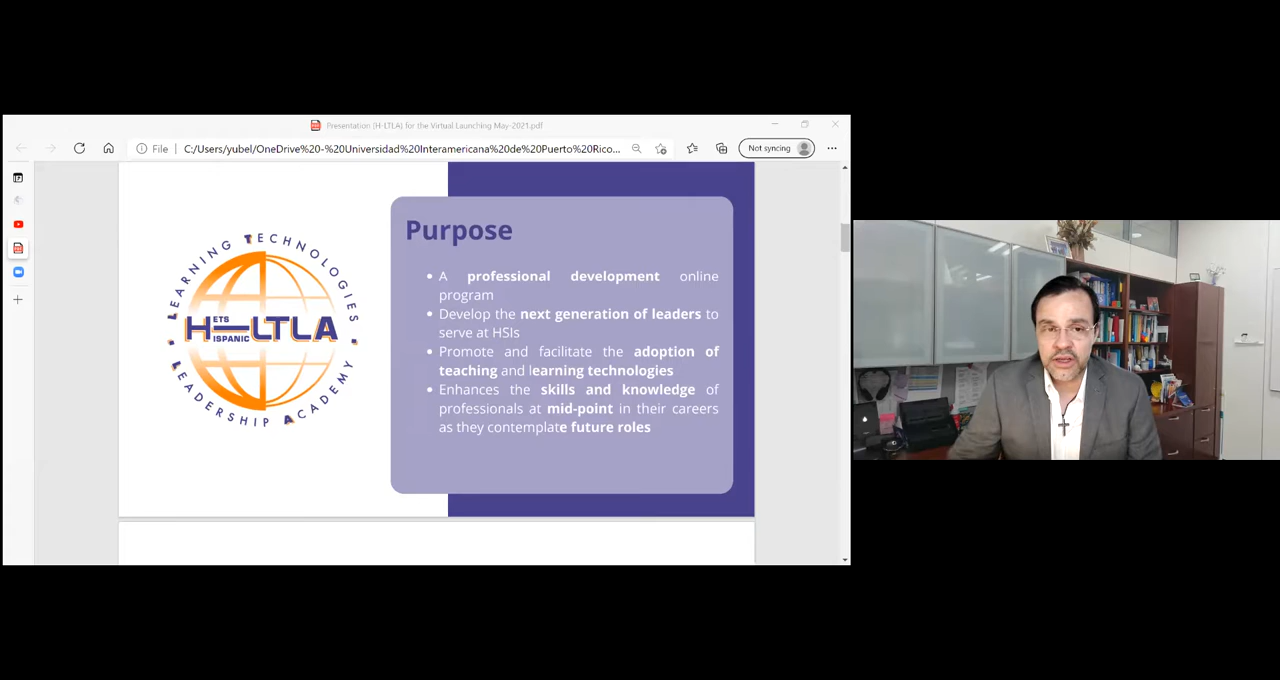 Presentation (H-LTLA) for the Virtual Launching May-2021.pdf
File
C:/Users/yubel/OneDrive%20-%20Universidad%20Interamericana%20de%20Puerto%20Rico...
Not syncing
LEARNING TECHNOLOGIES
H ETS ISPANIC-LTLA
LEADERSHIP ACADEMY
Purpose
• A professional development online
program
• Develop the next generation of leaders to
serve at HSIs
• Promote and facilitate the adoption of
teaching and learning technologies
• Enhances the skills and knowledge of
professionals at mid-point in their careers
as they contemplate future roles